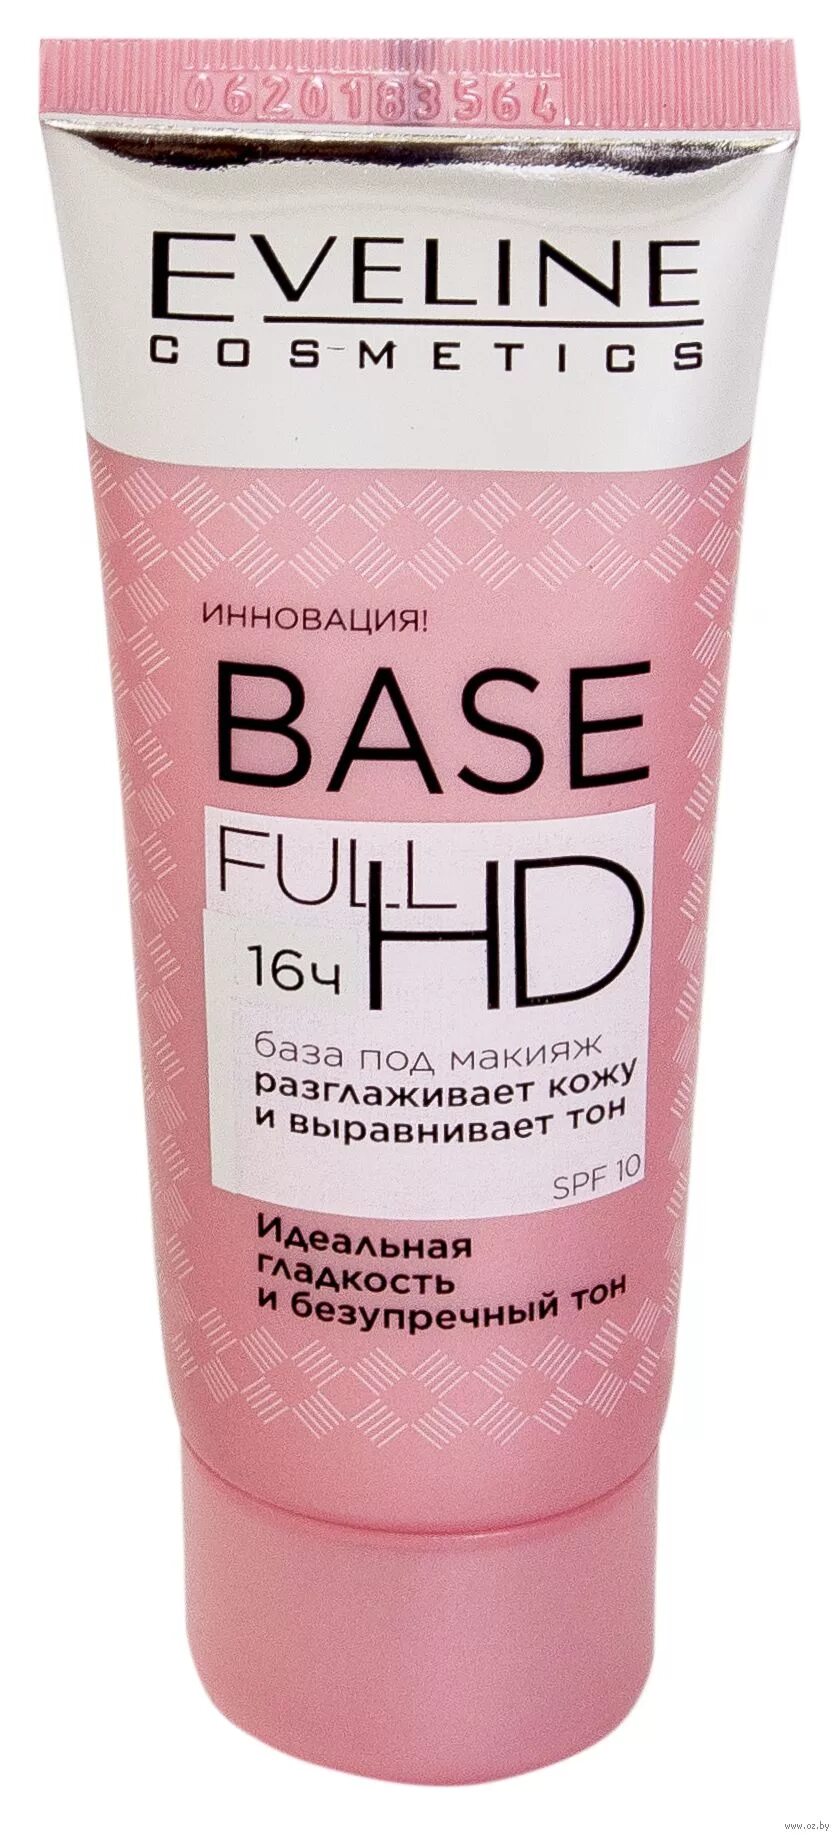 0620183564
EVELINE
COSMETICS
ИННОВАЦИЯ!
BASE
FULL HD
16ч
база под макияж
разглаживает кожу
и выравнивает тон
SPF 10
Идеальная
гладкость
и безупречный тон
www.oz.by